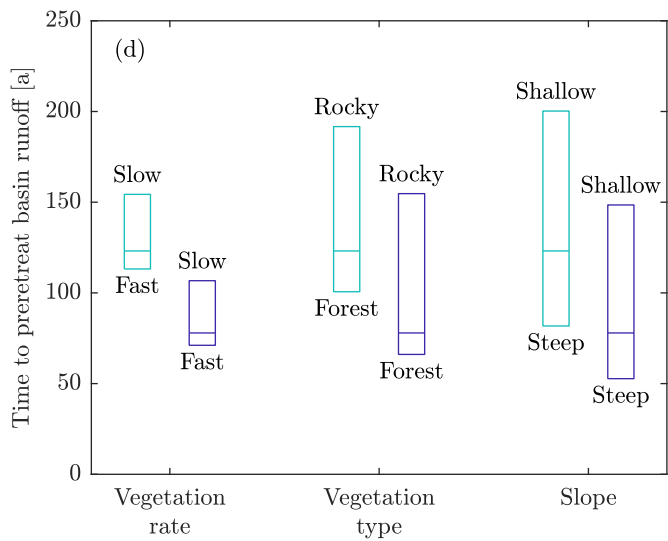 (d)
Time to preretreat basin runoff [a]
250
200
150
100
50
0
Slow
Fast
Slow
Fast
Rocky
Forest
Rocky
Forest
Shallow
Steep
Shallow
Steep
Vegetation
rate
Vegetation
type
Slope